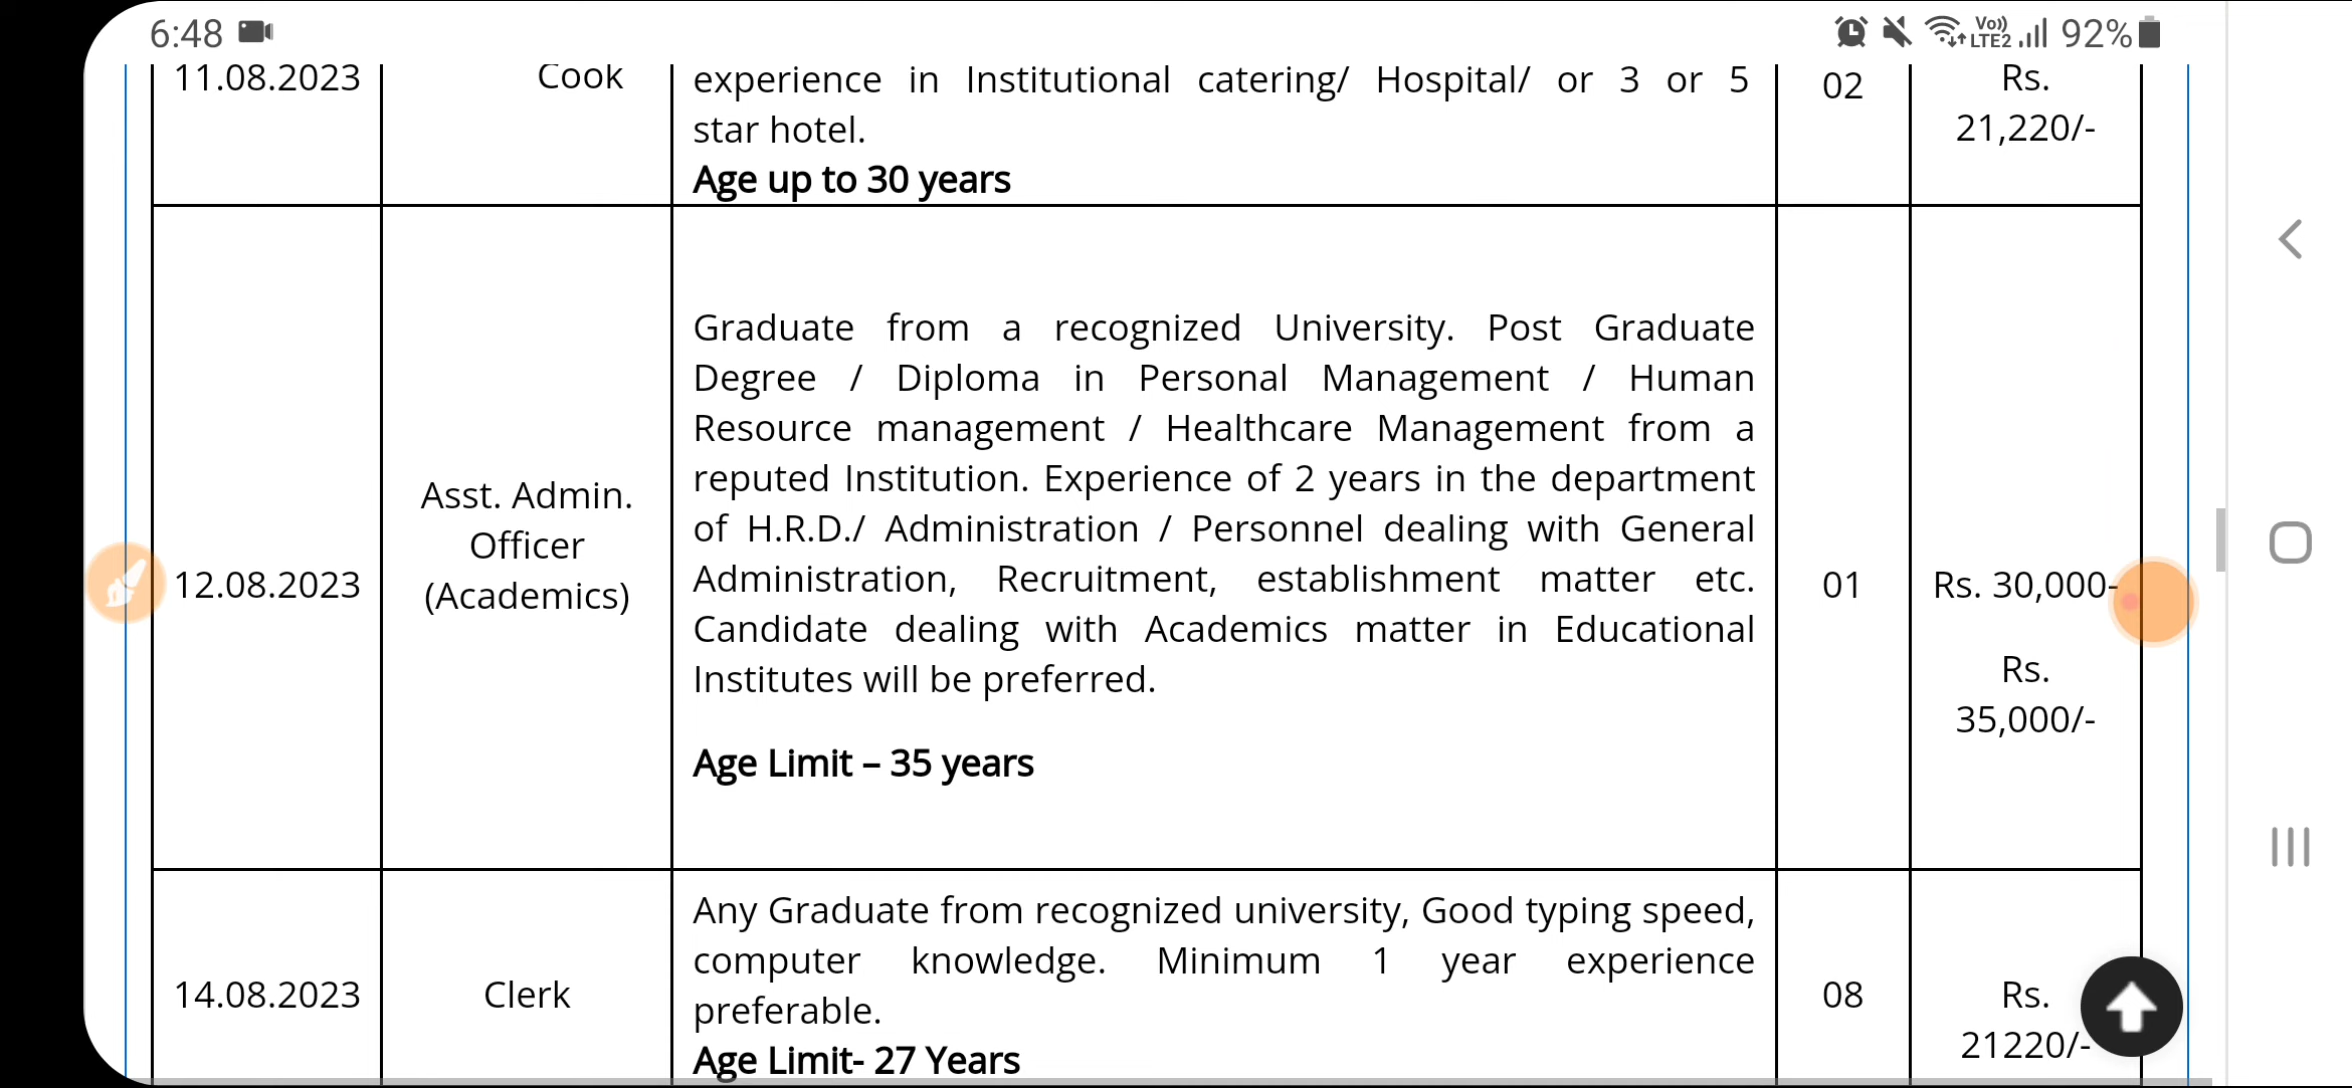 6:48
Vo)) LTE2 92%
11.08.2023
Cook
experience in Institutional catering/ Hospital/ or 3 or 5
star hotel.
Age up to 30 years
02
Rs.
21,220/-
12.08.2023
Asst. Admin.
Officer
(Academics)
Graduate from a recognized University. Post Graduate
Degree / Diploma in Personal Management / Human
Resource management / Healthcare Management from a
reputed Institution. Experience of 2 years in the department
of H.R.D./ Administration / Personnel dealing with General
Administration, Recruitment, establishment matter etc.
Candidate dealing with Academics matter in Educational
Institutes will be preferred.
Age Limit – 35 years
01
Rs. 30,000-
Rs.
35,000/-
14.08.2023
Clerk
Any Graduate from recognized university, Good typing speed,
computer knowledge. Minimum 1 year experience
preferable.
Age Limit- 27 Years
08
Rs.
21220/-